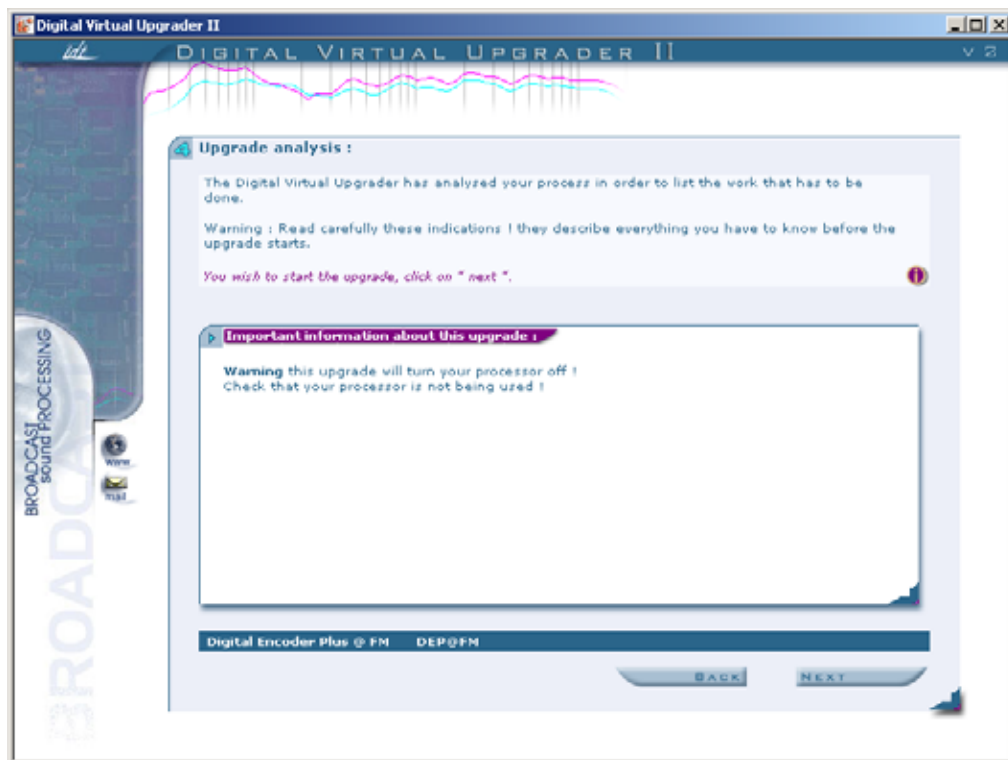 Digital Virtual Upgrader II
idt
DIGITAL VIRTUAL UPGRADER II
V 2
Upgrade analysis :
The Digital Virtual Upgrader has analysed your process in order to list the work that has to be
done.
Warning : Read carefully these indications ! they describe everything you have to know before the
upgrade starts.
You wish to start the upgrade, click on " next ".
Important information about this upgrade :
Warning this upgrade will turn your processor off !
Check that your processor is not being used !
BROADCAST
sound PROCESSING
BROADCAST
www
mail
Digital Encoder Plus @ FM DEP@FM
BACK
NEXT